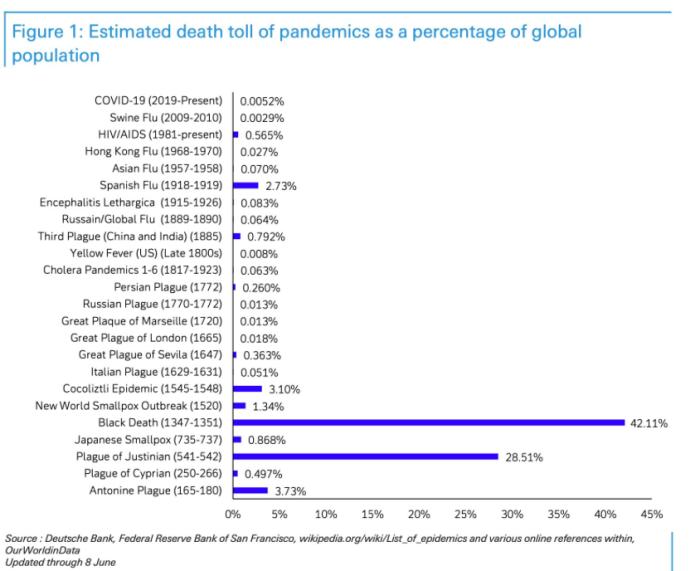 Figure 1: Estimated death toll of pandemics as a percentage of global
population
COVID-19 (2019-Present) 0.0052%
Swine Flu (2009-2010) 0.0029%
HIV/AIDS (1981-present) 0.565%
Hong Kong Flu (1968-1970) 0.027%
Asian Flu (1957-1958) 0.070%
Spanish Flu (1918-1919) 2.73%
Encephalitis Lethargica (1915-1926) 0.083%
Russain/Global Flu (1889-1890) 0.064%
Third Plague (China and India) (1885) 0.792%
Yellow Fever (US) (Late 1800s) 0.008%
Cholera Pandemics 1-6 (1817-1923) 0.063%
Persian Plague (1772) 0.260%
Russian Plague (1770-1772) 0.013%
Great Plaque of Marseille (1720) 0.013%
Great Plague of London (1665) 0.018%
Great Plague of Sevila (1647) 0.363%
Italian Plague (1629-1631) 0.051%
Cocoliztli Epidemic (1545-1548) 3.10%
New World Smallpox Outbreak (1520) 1.34%
Black Death (1347-1351) 42.11%
Japanese Smallpox (735-737) 0.868%
Plague of Justinian (541-542) 28.51%
Plague of Cyprian (250-266) 0.497%
Antonine Plague (165-180) 3.73%
0% 5% 10% 15% 20% 25% 30% 35% 40% 45%
Source : Deutsche Bank, Federal Reserve Bank of San Francisco, wikipedia.org/wiki/List_of_epidemics and various online references within,
OurWorldinData
Updated through 8 June